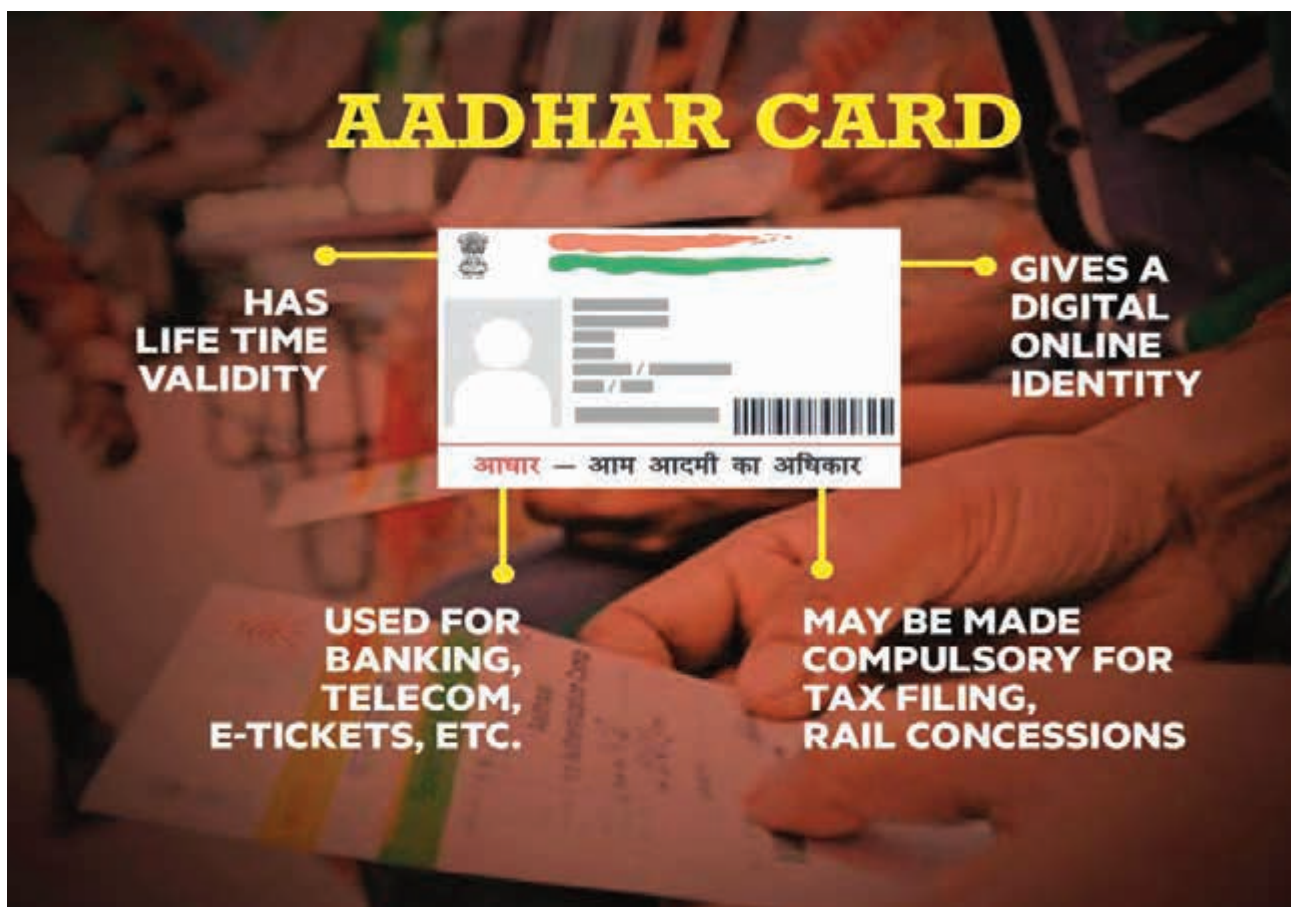 AADHAR CARD
HAS
LIFE TIME
VALIDITY
GIVES A
DIGITAL
ONLINE
IDENTITY
आधार — आम आदमी का अधिकार
USED FOR
BANKING,
TELECOM,
E-TICKETS, ETC.
MAY BE MADE
COMPULSORY FOR
TAX FILING,
RAIL CONCESSIONS